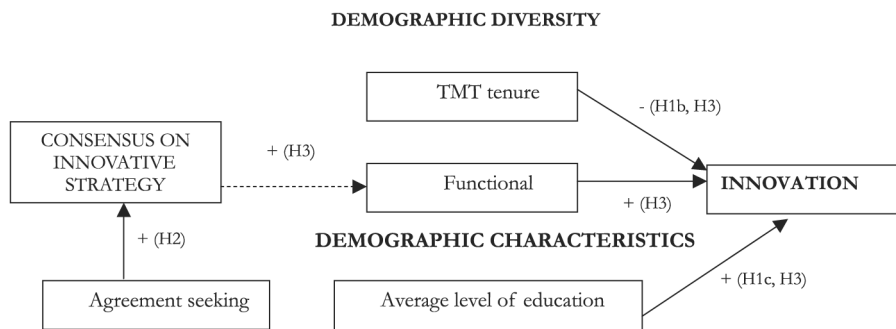 DEMOGRAPHIC DIVERSITY
TMT tenure
- (H1b, H3)
CONSENSUS ON
INNOVATIVE
STRATEGY
+ (H3)
Functional
INNOVATION
+ (H3)
+ (H2)
DEMOGRAPHIC CHARACTERISTICS
+ (H1c, H3)
Agreement seeking
Average level of education